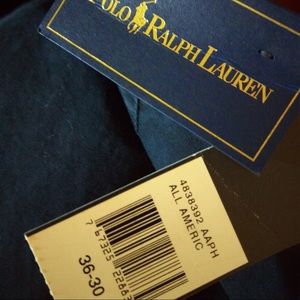 POLO RALPH LAUREN
4838392 AAPH
ALL AMERIC
36-30